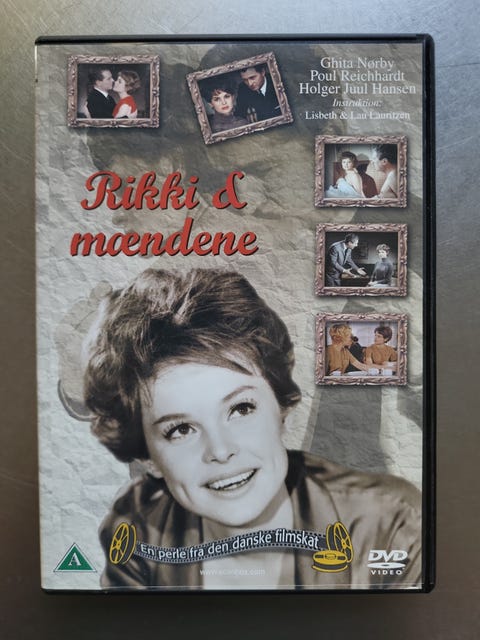 Ghita Nørby
Poul Reichhardt
Holger Juul Hansen
Instruktion:
Lisbeth & Lau Lauritzen
Rikki &
mændene
En perle fra den danske filmskat
A
DVD
VIDEO